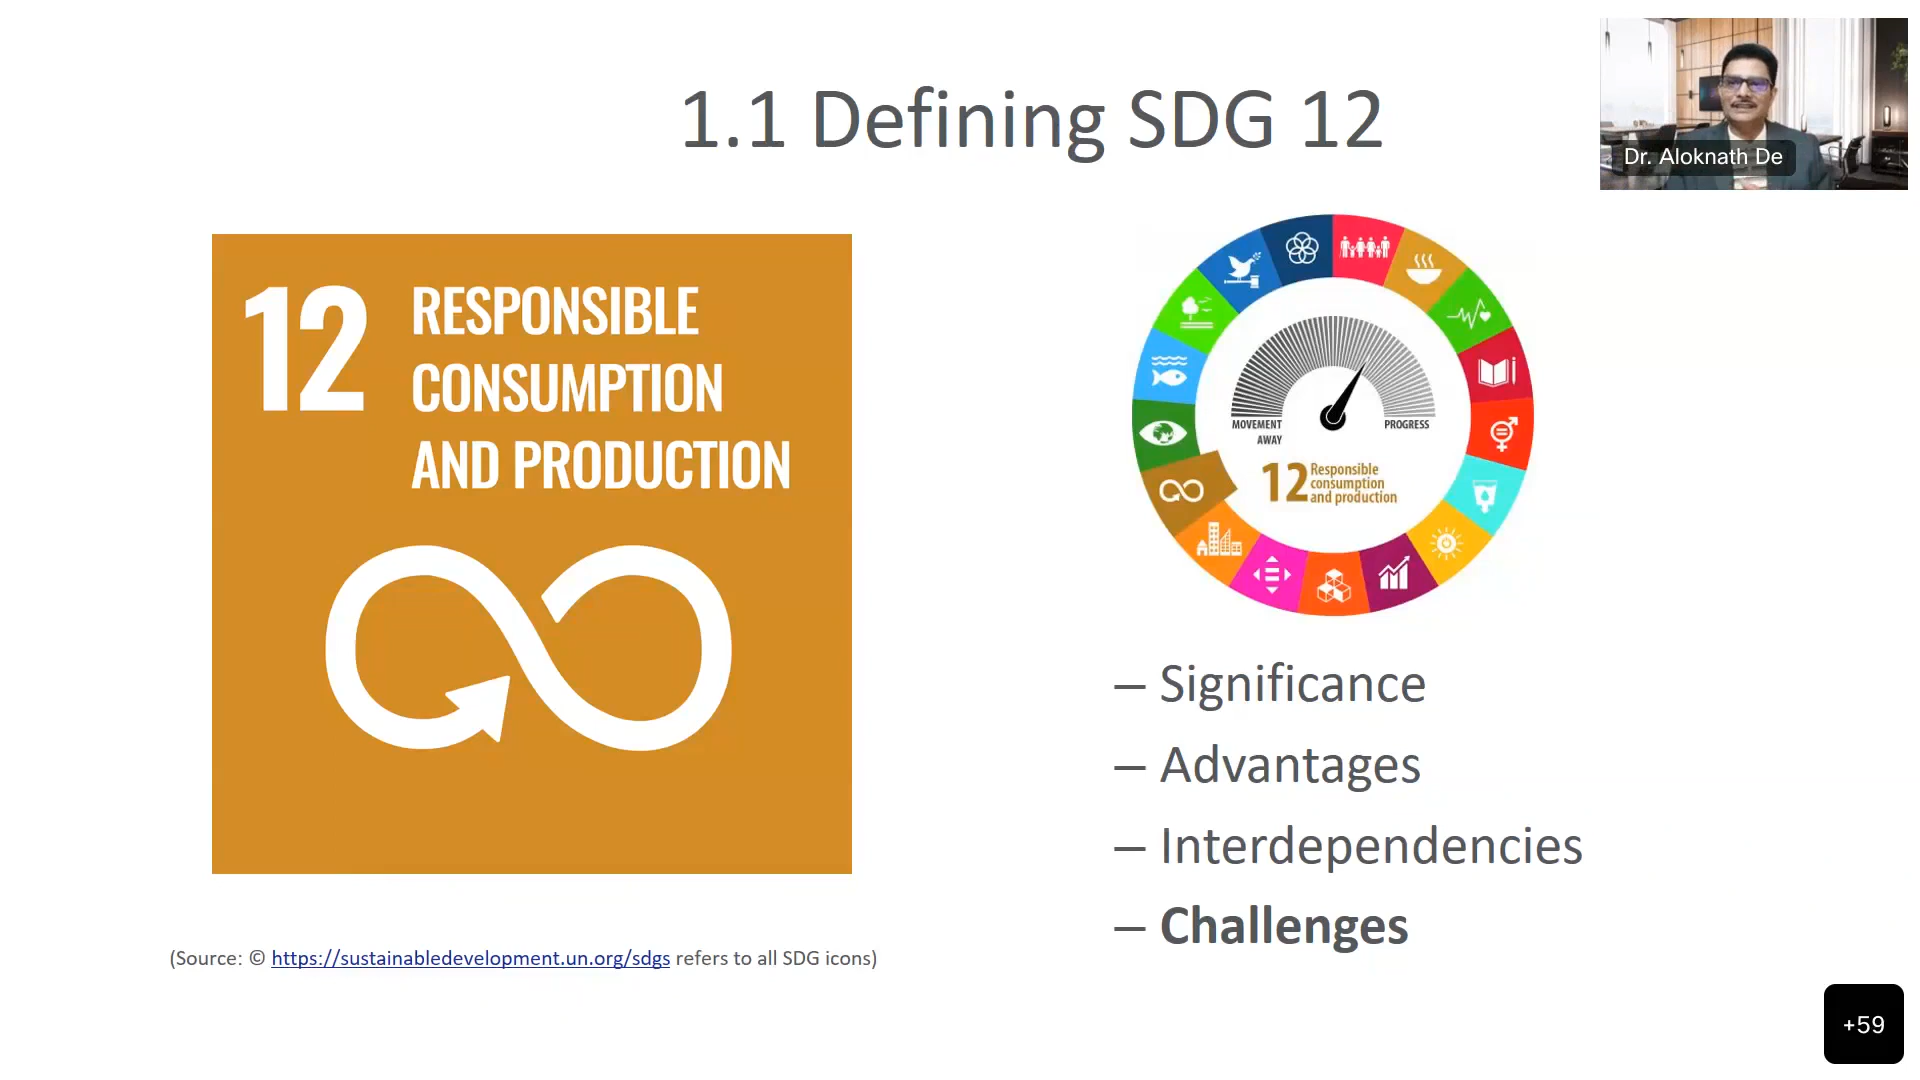 1.1 Defining SDG 12
Dr. Aloknath De
12
RESPONSIBLE
CONSUMPTION
AND PRODUCTION
MOVEMENT
AWAY
PROGRESS
12
Responsible
consumption
and production
– Significance
– Advantages
– Interdependencies
– Challenges
(Source: © https://sustainabledevelopment.un.org/sdgs refers to all SDG icons)
+59